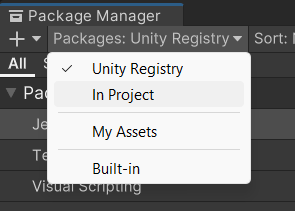 Package Manager
+ Packages: Unity Registry Sort:
All
Unity Registry
In Project
My Assets
Built-in
Visual Scripting